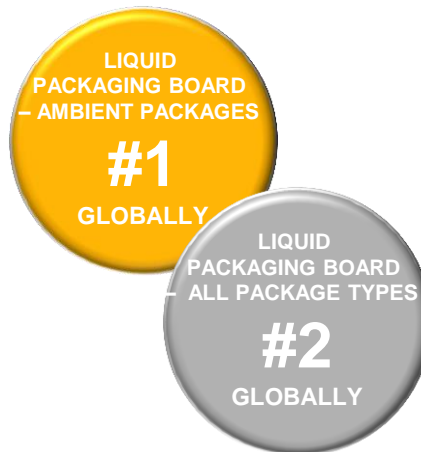 LIQUID
PACKAGING BOARD
– AMBIENT PACKAGES
#1
GLOBALLY
LIQUID
PACKAGING BOARD
– ALL PACKAGE TYPES
#2
GLOBALLY